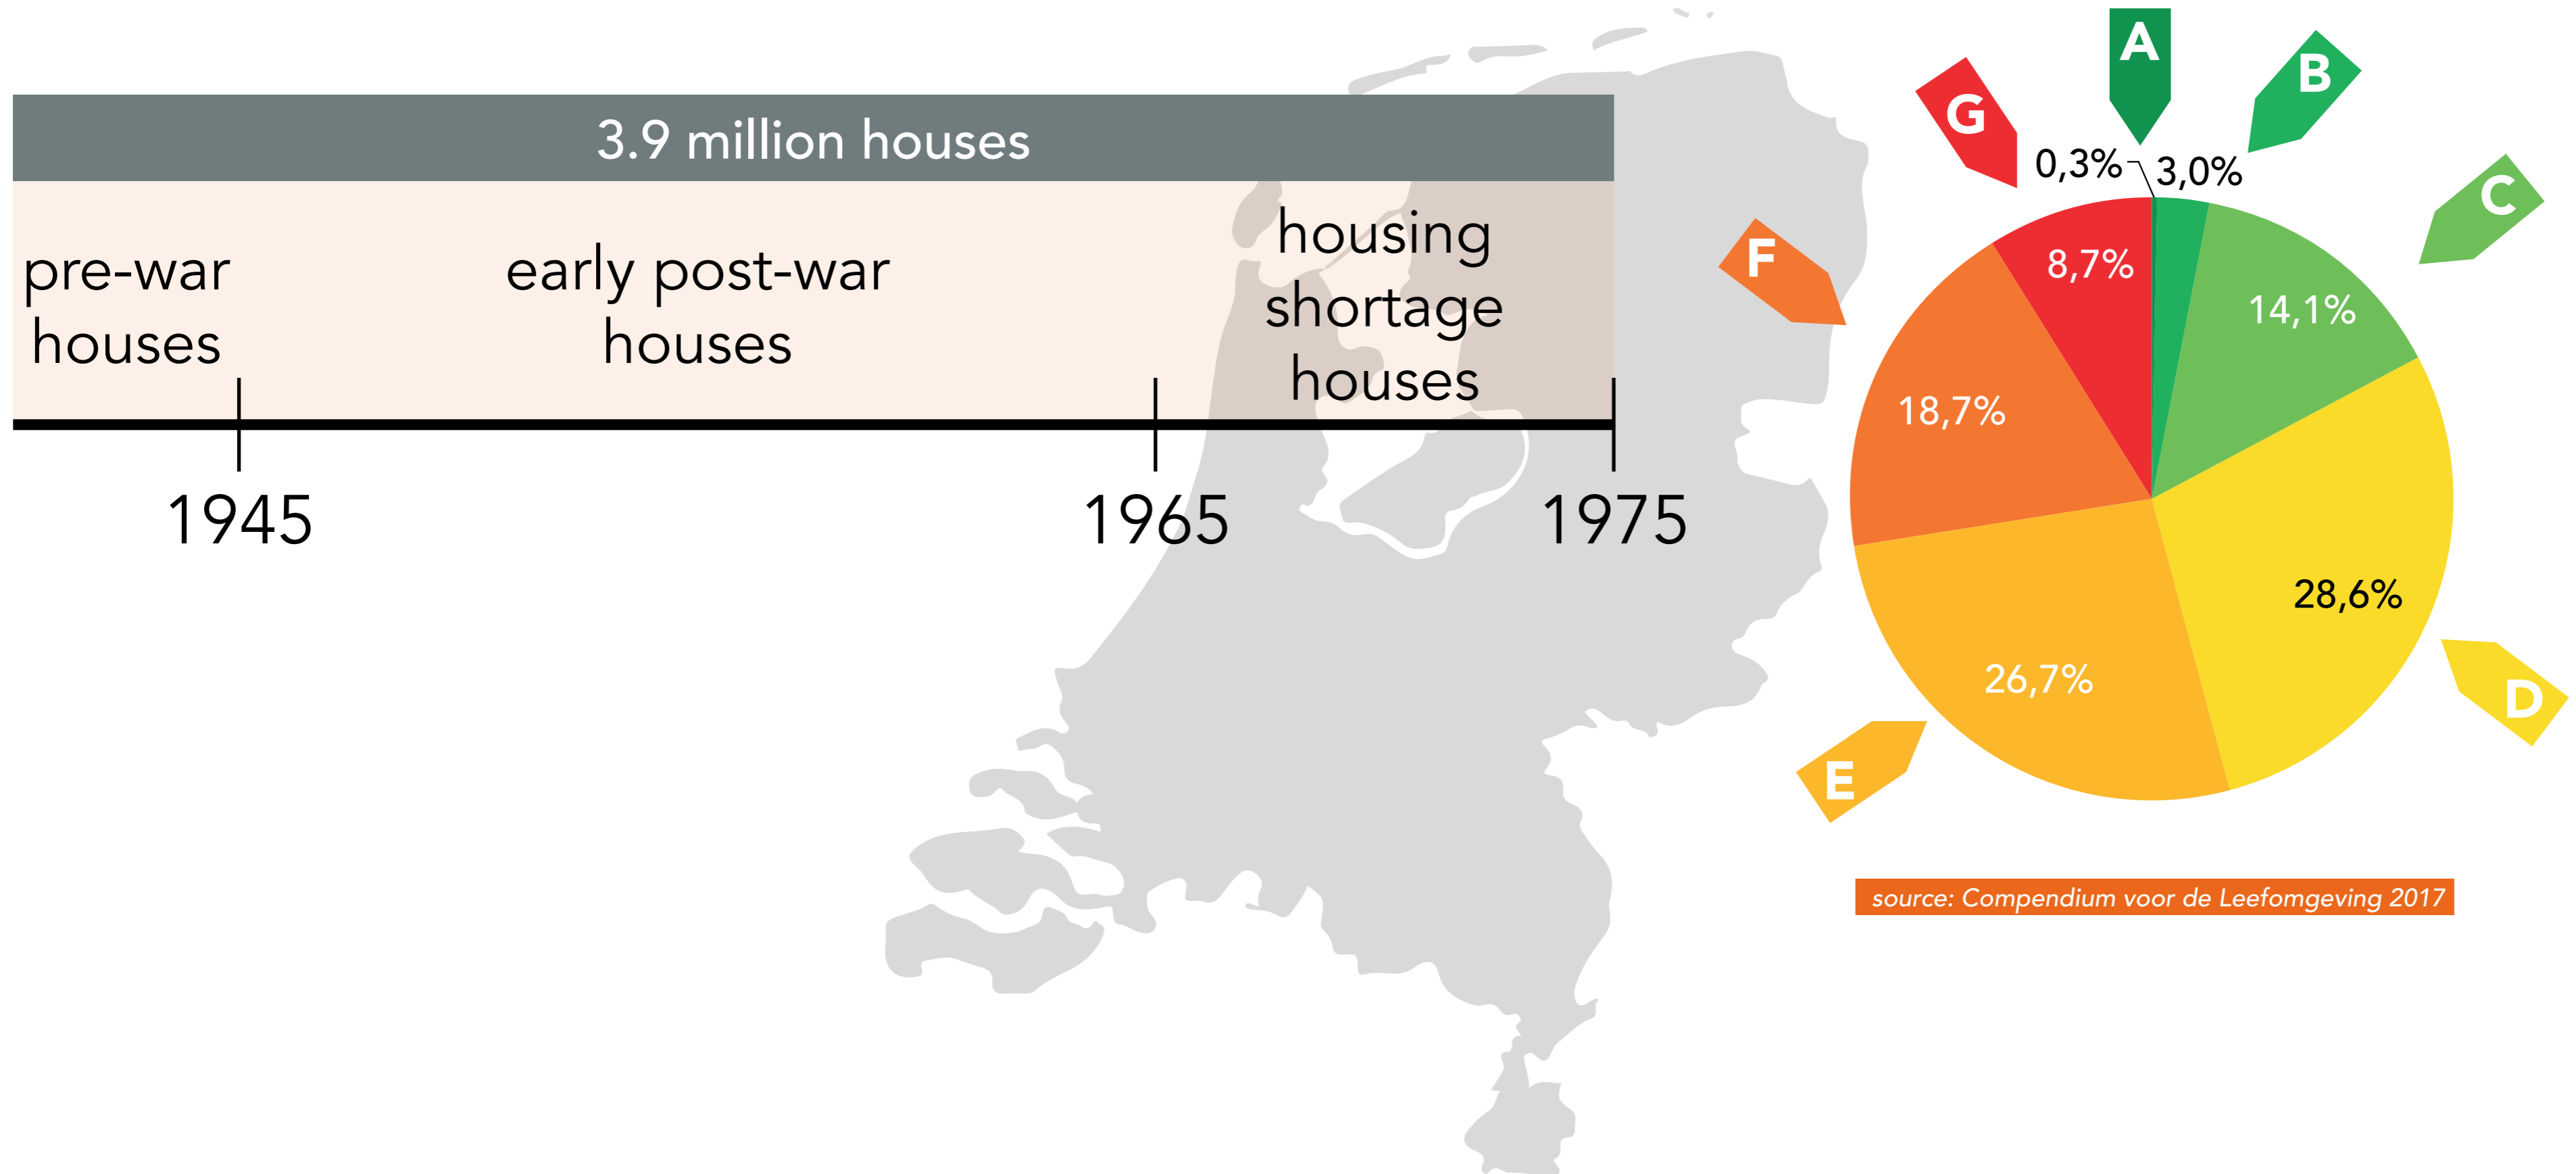 3.9 million houses
pre-war
houses
early post-war
houses
housing
shortage
houses
1945
1965
1975
A
B
C
D
E
F
G
0,3%
3,0%
14,1%
28,6%
26,7%
18,7%
8,7%
source: Compendium voor de Leefomgeving 2017